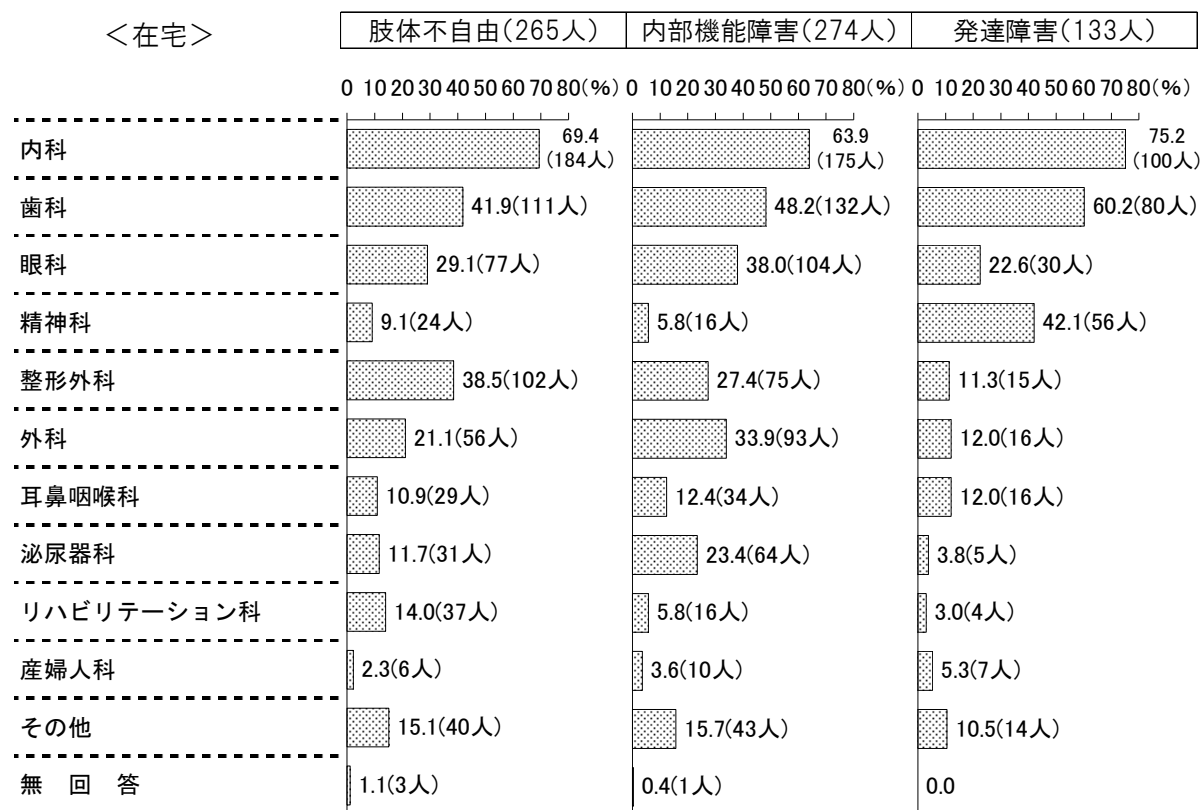 ＜在宅＞
肢体不自由(265人) 内部機能障害(274人) 発達障害(133人)
0 10 20 30 40 50 60 70 80(%) 0 10 20 30 40 50 60 70 80(%) 0 10 20 30 40 50 60 70 80(%)
内科 69.4 (184人) 63.9 (175人) 75.2 (100人)
歯科 41.9(111人) 48.2(132人) 60.2(80人)
眼科 29.1(77人) 38.0(104人) 22.6(30人)
精神科 9.1(24人) 5.8(16人) 42.1(56人)
整形外科 38.5(102人) 27.4(75人) 11.3(15人)
外科 21.1(56人) 33.9(93人) 12.0(16人)
耳鼻咽喉科 10.9(29人) 12.4(34人) 12.0(16人)
泌尿器科 11.7(31人) 23.4(64人) 3.8(5人)
リハビリテーション科 14.0(37人) 5.8(16人) 3.0(4人)
産婦人科 2.3(6人) 3.6(10人) 5.3(7人)
その他 15.1(40人) 15.7(43人) 10.5(14人)
無　回　答 1.1(3人) 0.4(1人) 0.0